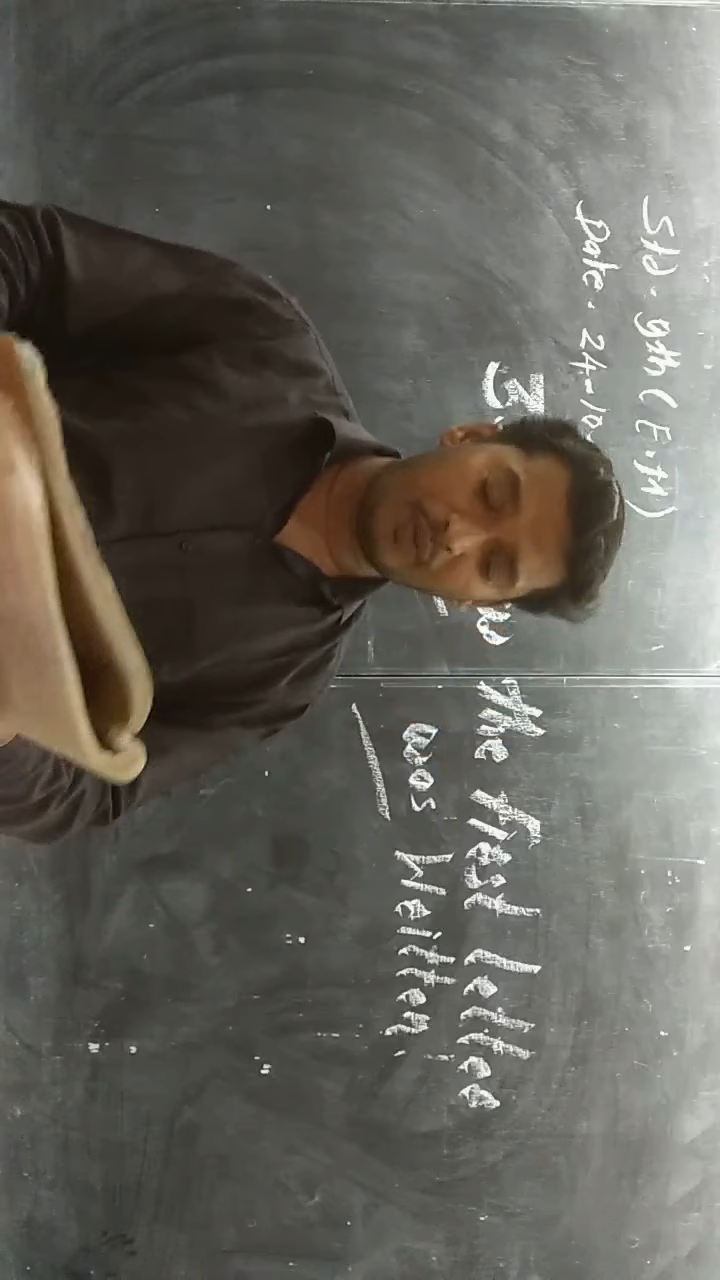 Std. 9th (E.M)
Date. 24-10-
3. w the first letter
was Written.